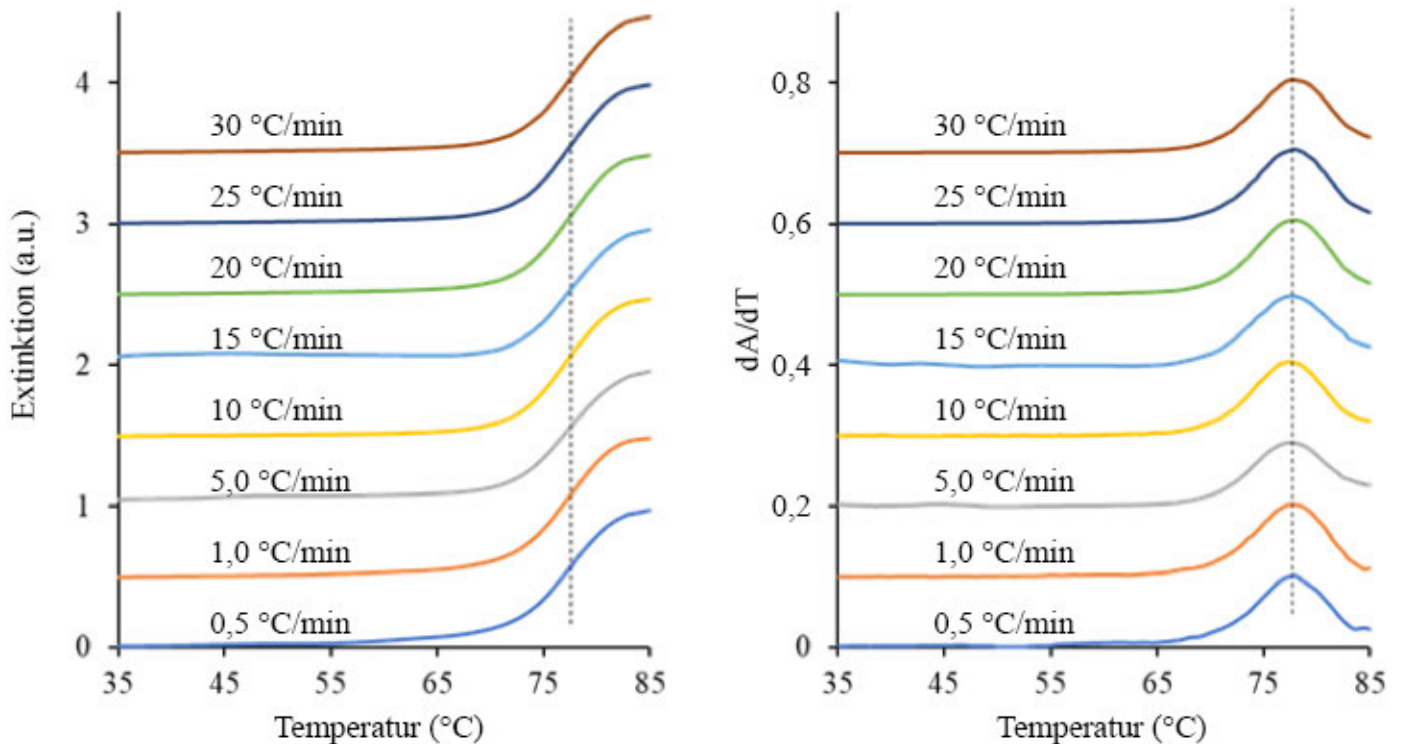 Extinktion (a.u.)
4
3
2
1
0
30 °C/min
25 °C/min
20 °C/min
15 °C/min
10 °C/min
5,0 °C/min
1,0 °C/min
0,5 °C/min
35 45 55 65 75 85
Temperatur (°C)
dA/dT
0,8
0,6
0,4
0,2
0
30 °C/min
25 °C/min
20 °C/min
15 °C/min
10 °C/min
5,0 °C/min
1,0 °C/min
0,5 °C/min
35 45 55 65 75 85
Temperatur (°C)